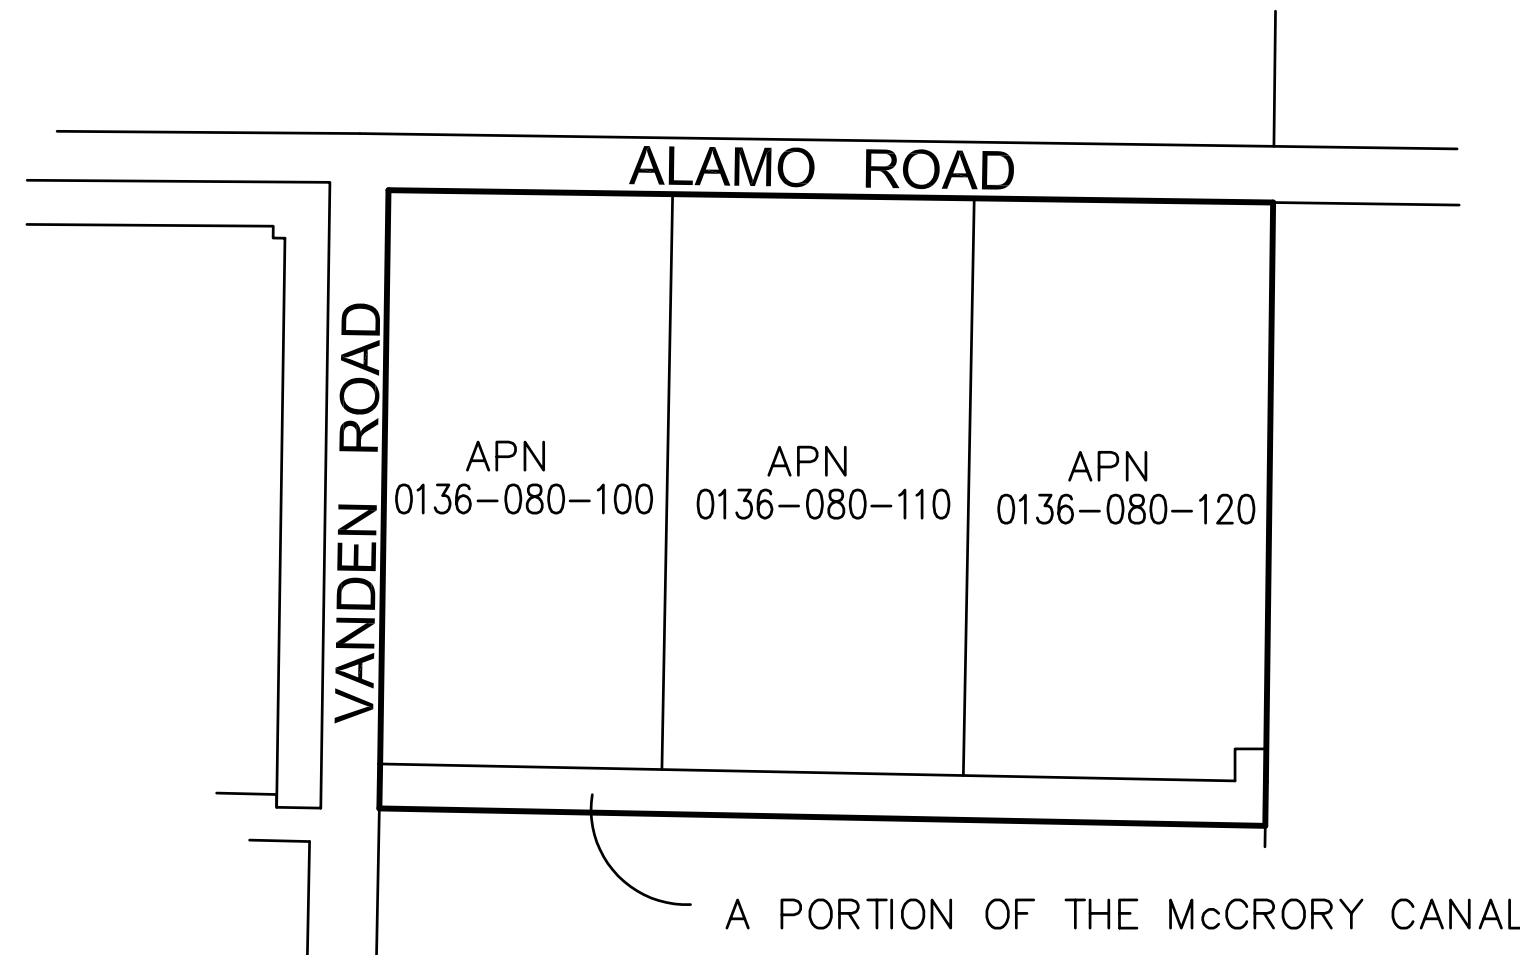 ALAMO ROAD
VANDEN ROAD
APN
0136-080-100
APN
0136-080-110
APN
0136-080-120
A PORTION OF THE McCRORY CANAL